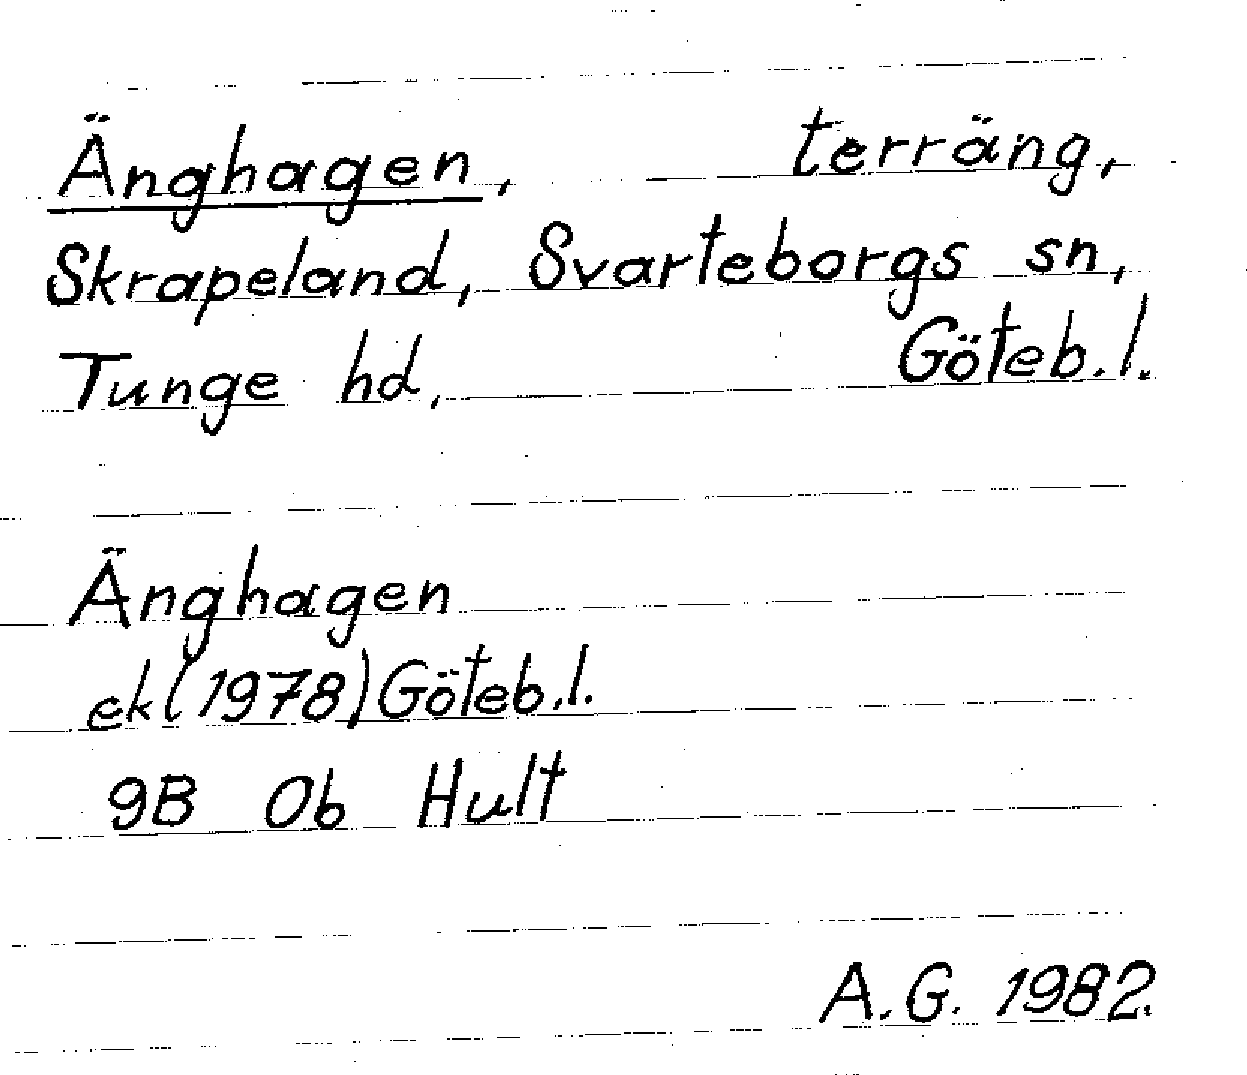 Änghagen, terräng,
Skrapeland, Svarteborgs sn,
Tunge hd, Göteb.l.
Änghagen
ek(1978)Göteb.l.
9B 0b Hult
A.G. 1982.